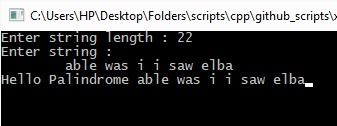 C:\Users\HP\Desktop\Folders\scripts\cpp\github_scripts\x
Enter string length : 22
Enter string :
able was i i saw elba
Hello Palindrome able was i i saw elba